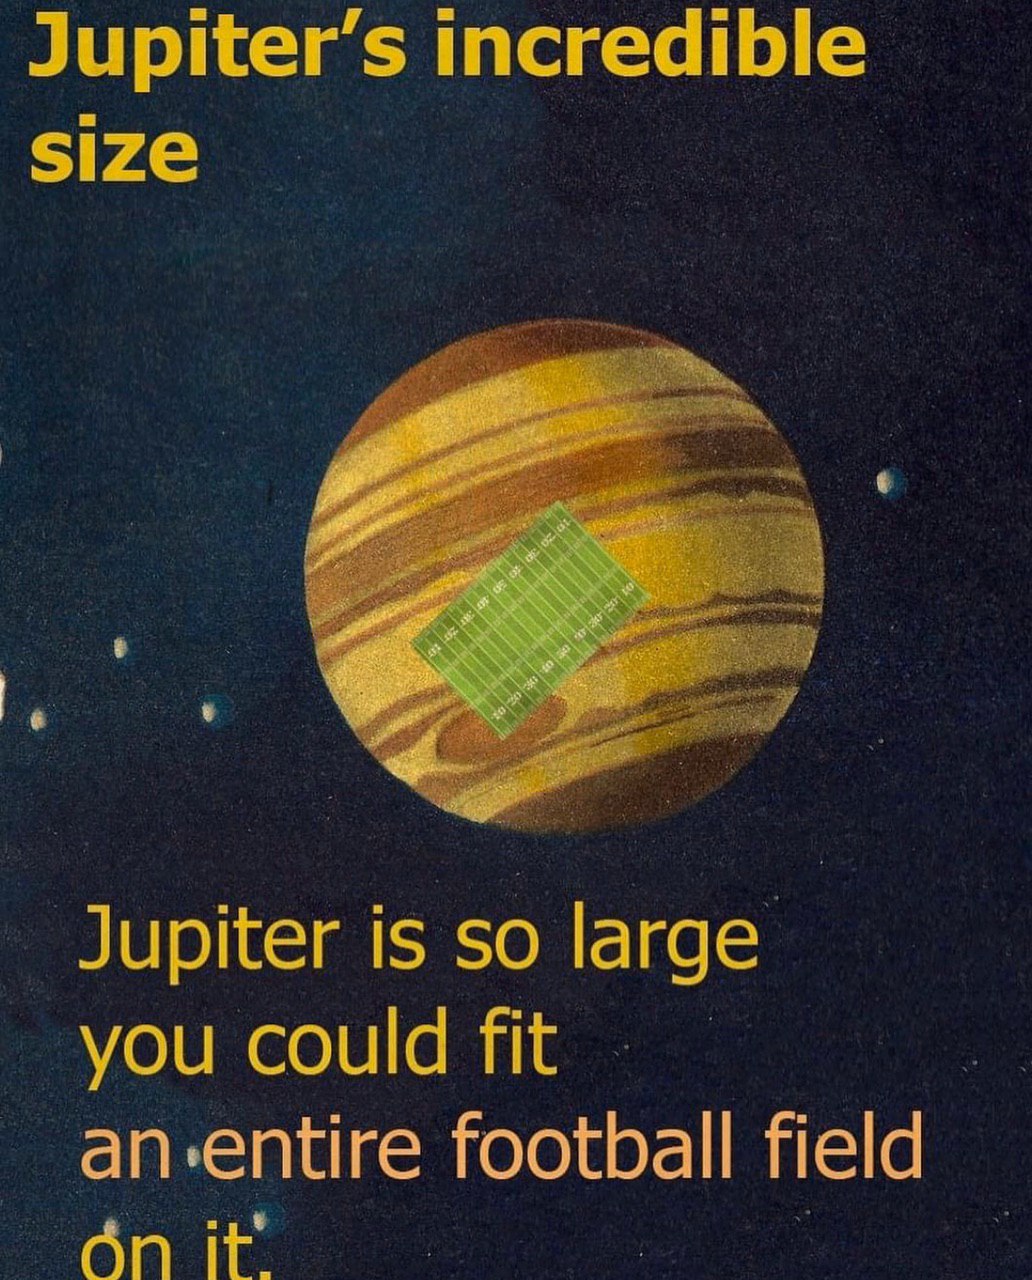 Jupiter’s incredible
size
Jupiter is so large
you could fit
an entire football field
on it.